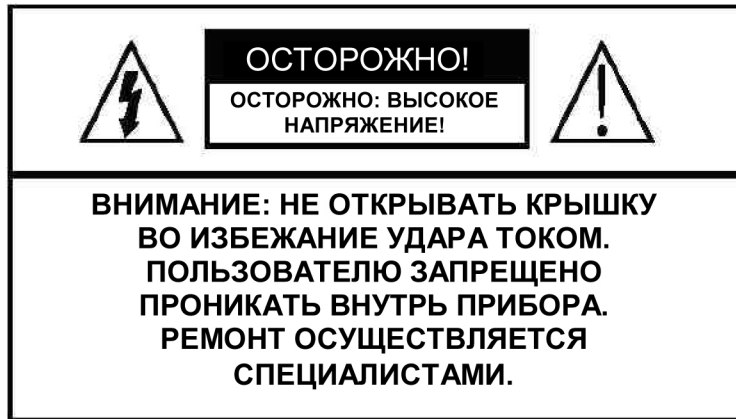 ОСТОРОЖНО!
ОСТОРОЖНО: ВЫСОКОЕ
НАПРЯЖЕНИЕ!
ВНИМАНИЕ: НЕ ОТКРЫВАТЬ КРЫШКУ
ВО ИЗБЕЖАНИЕ УДАРА ТОКОМ.
ПОЛЬЗОВАТЕЛЮ ЗАПРЕЩЕНО
ПРОНИКАТЬ ВНУТРЬ ПРИБОРА.
РЕМОНТ ОСУЩЕСТВЛЯЕТСЯ
СПЕЦИАЛИСТАМИ.